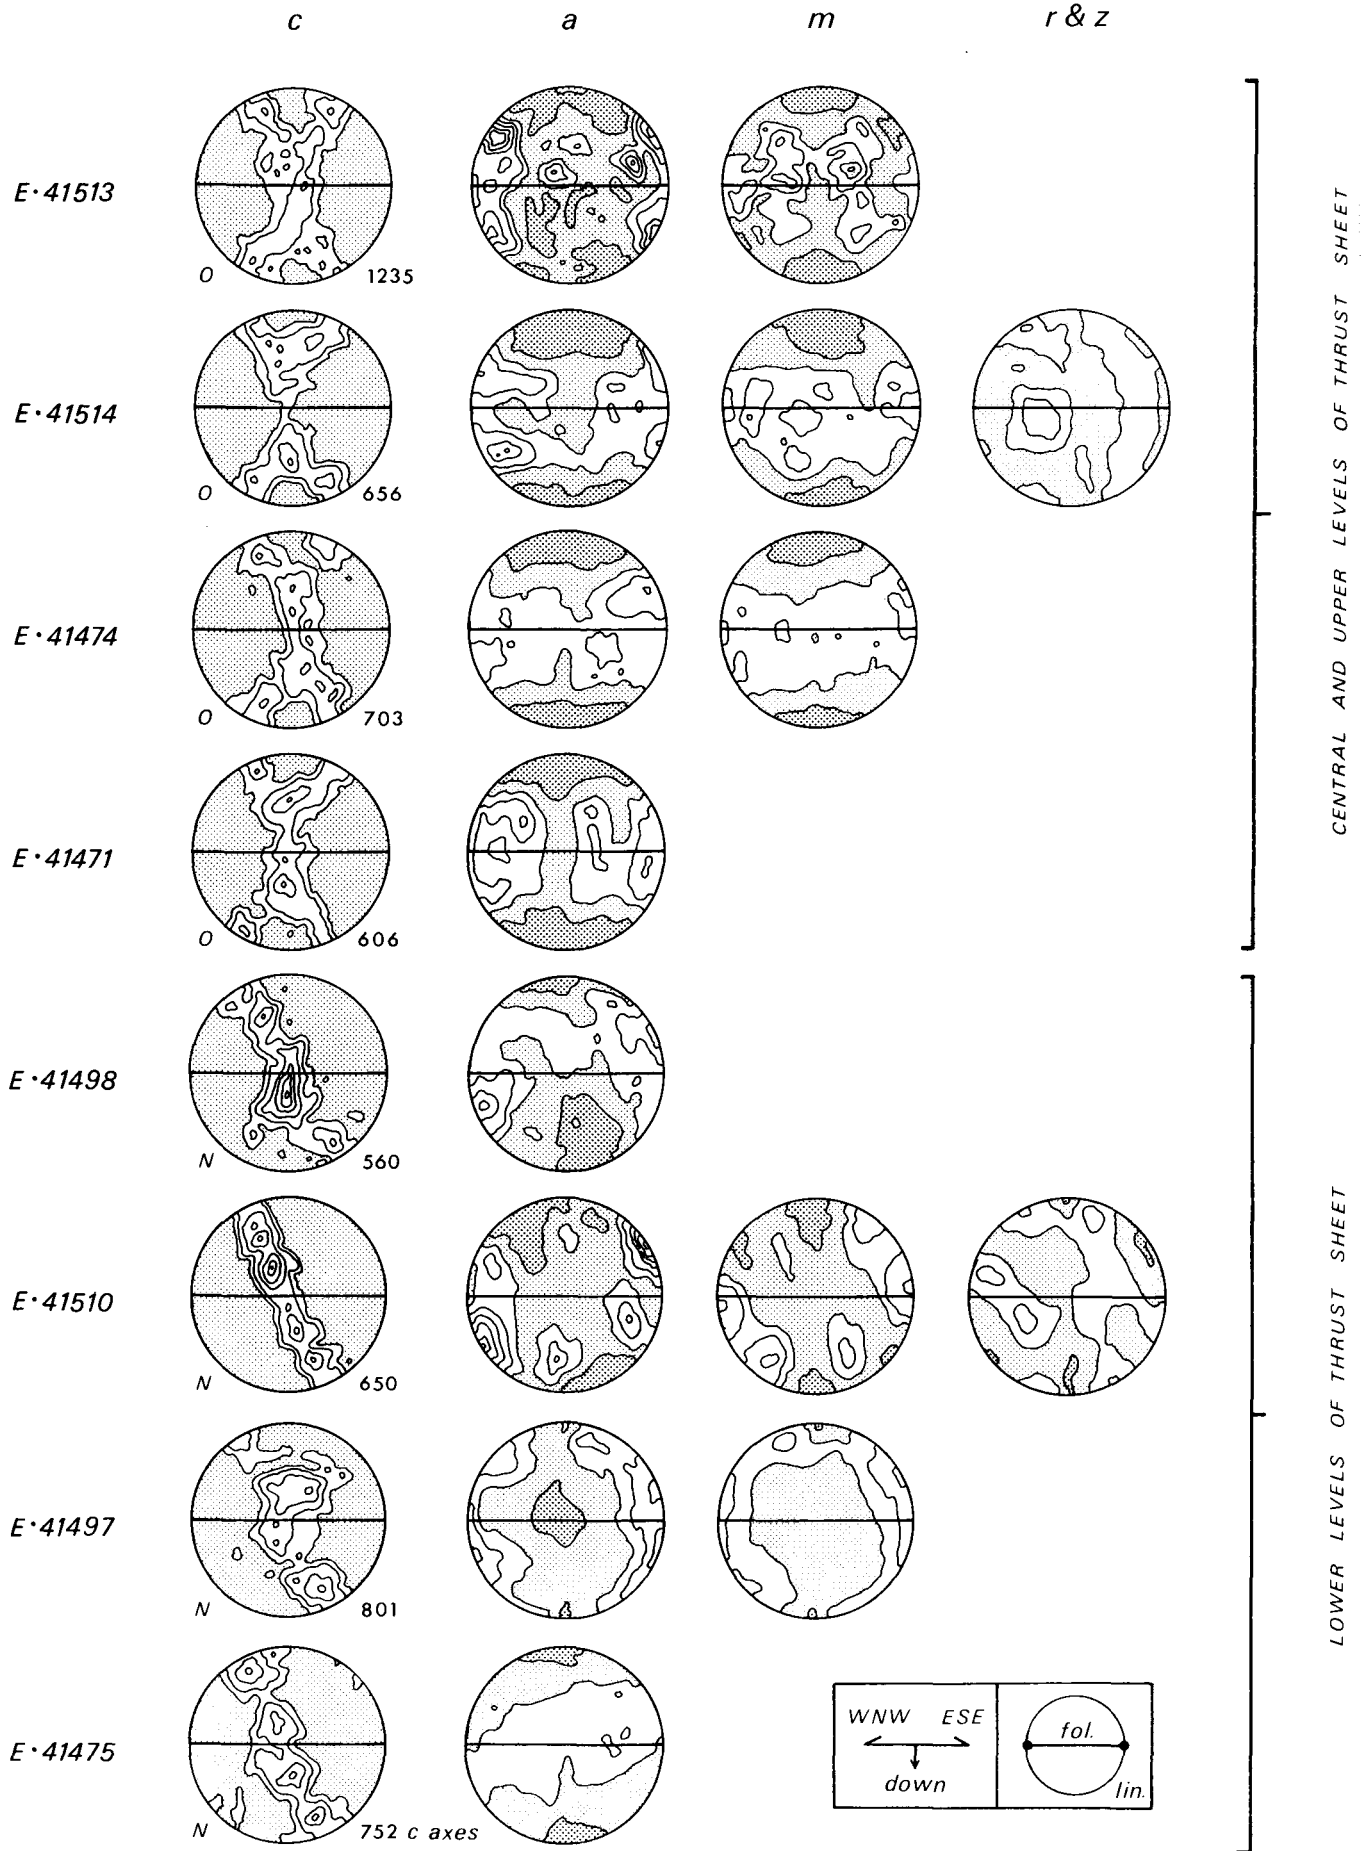 c a m r & z
E·41513
O 1235
E·41514
O 656
E·41474
O 703
E·41471
O 606
CENTRAL AND UPPER LEVELS OF THRUST SHEET
E·41498
N 560
E·41510
N 650
E·41497
N 801
E·41475
N 752 c axes
LOWER LEVELS OF THRUST SHEET
WNW ESE
down
fol.
lin.